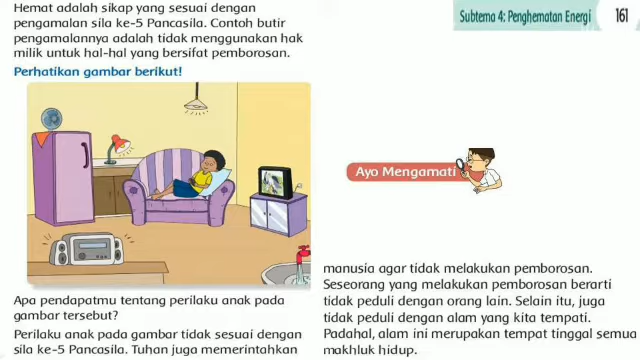 Hemat adalah sikap yang sesuai dengan
pengamalan sila ke-5 Pancasila. Contoh butir
pengamalannya adalah tidak menggunakan hak
milik untuk hal-hal yang bersifat pemborosan.
Perhatikan gambar berikut!
Apa pendapatmu tentang perilaku anak pada
gambar tersebut?
Perilaku anak pada gambar tidak sesuai dengan
sila ke-5 Pancasila. Tuhan juga memerintahkan
Subtema 4: Penghematan Energi 161
Ayo Mengamati
manusia agar tidak melakukan pemborosan.
Seseorang yang melakukan pemborosan berarti
tidak peduli dengan orang lain. Selain itu, juga
tidak peduli dengan alam yang kita tempati.
Padahal, alam ini merupakan tempat tinggal semua
makhluk hidup.